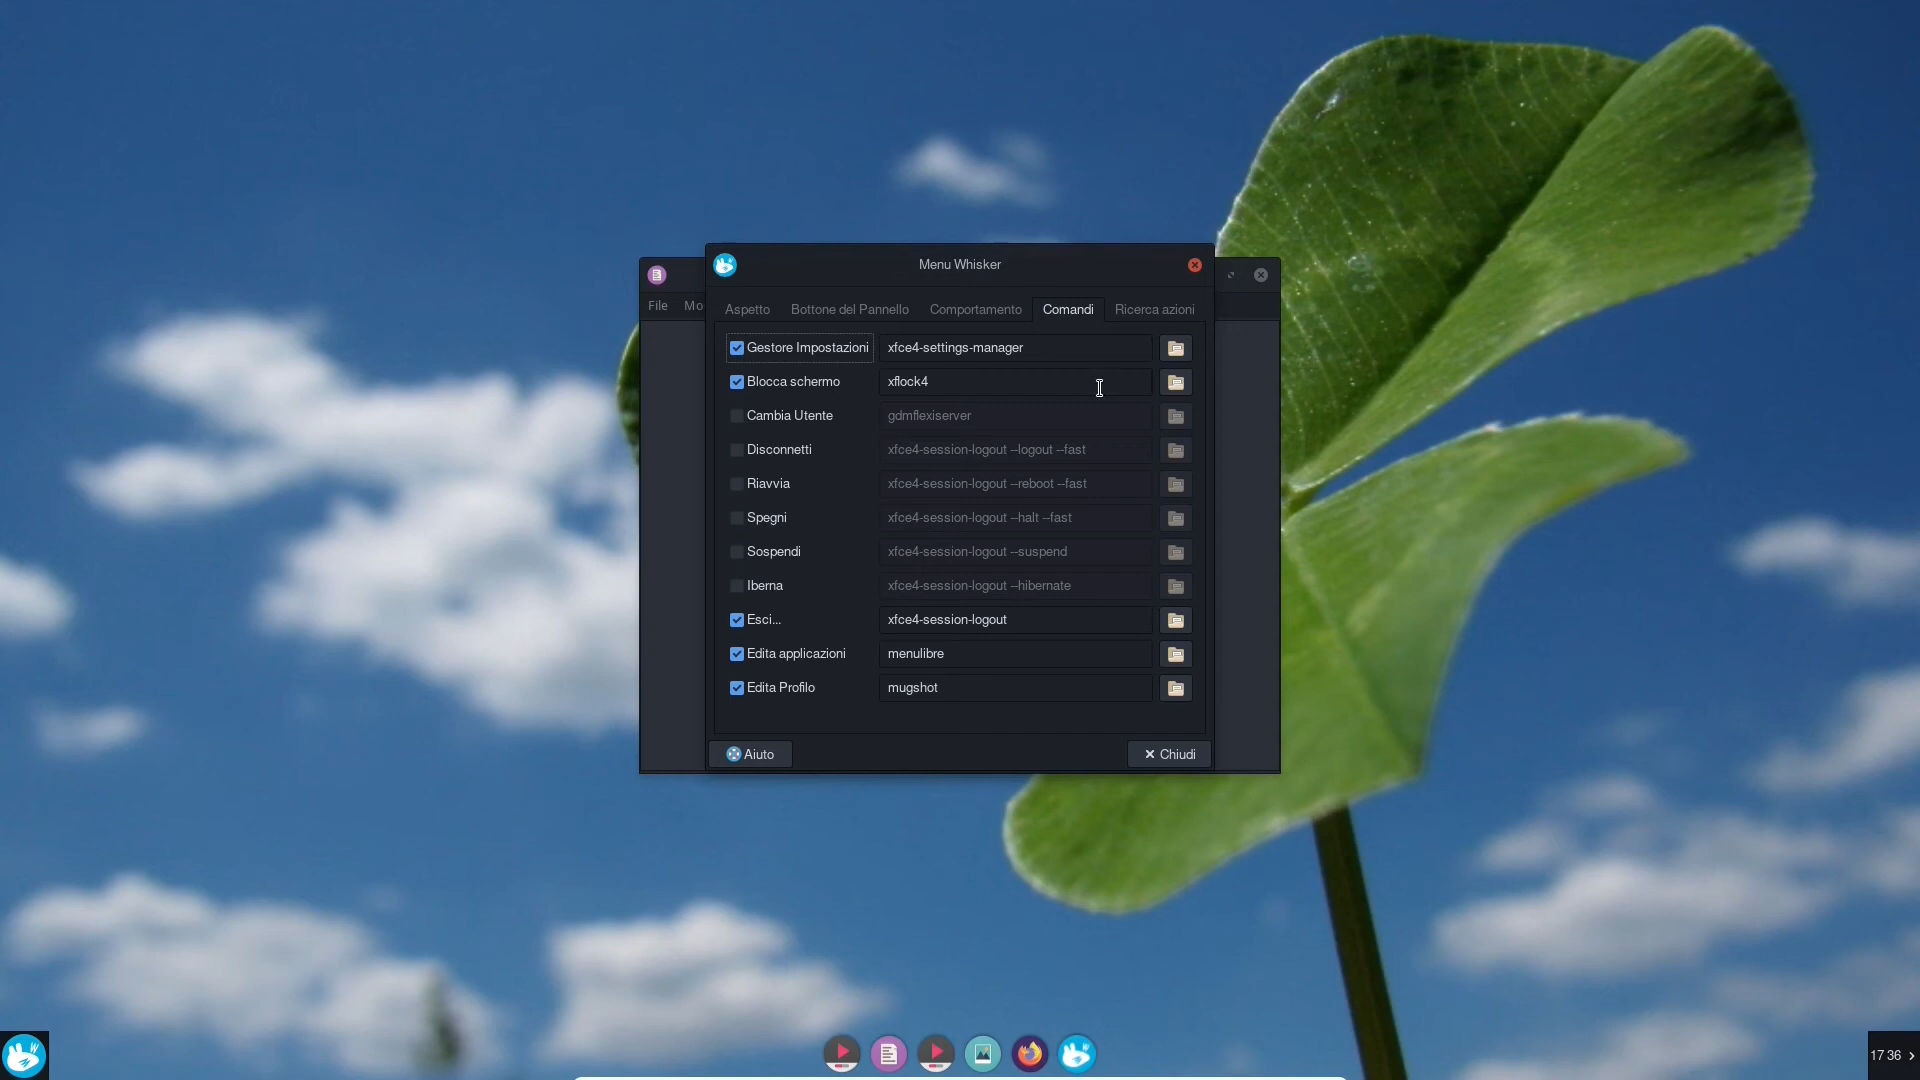 Menu Whisker
File Mo
Aspetto Bottone del Pannello Comportamento Comandi Ricerca azioni
Gestore Impostazioni xfce4-settings-manager
Blocca schermo xflock4
Cambia Utente gdmflexiserver
Disconnetti xfce4-session-logout --logout --fast
Riavvia xfce4-session-logout --reboot --fast
Spegni xfce4-session-logout --halt --fast
Sospendi xfce4-session-logout --suspend
Iberna xfce4-session-logout --hibernate
Esci... xfce4-session-logout
Edita applicazioni menulibre
Edita Profilo mugshot
Aiuto Chiudi
17 36